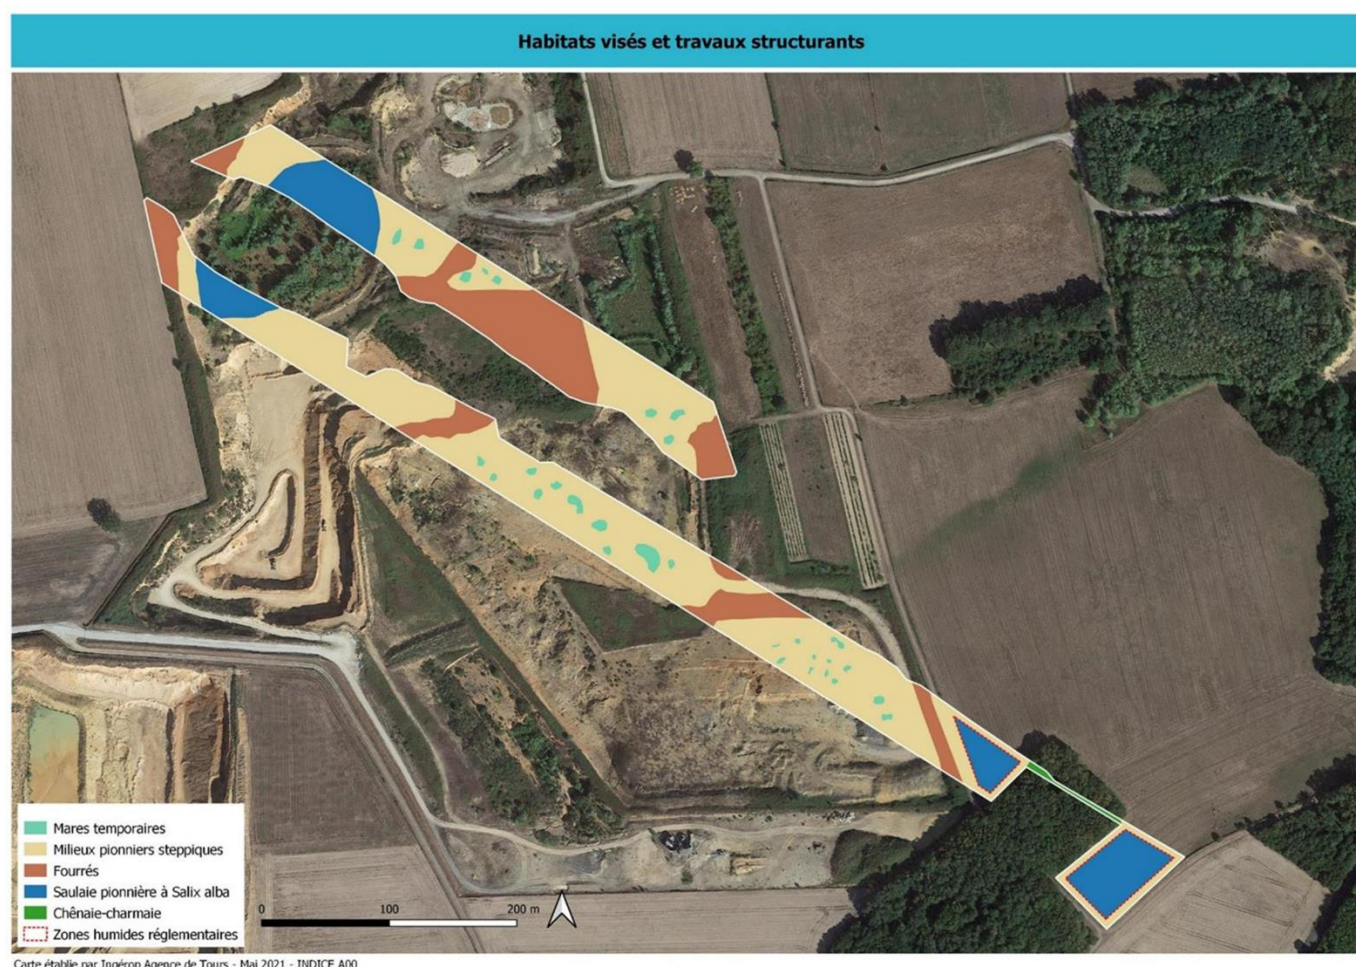 Habitats visés et travaux structurants
Mares temporaires
Milieux pionniers steppiques
Fourrés
Saulaie pionnière à Salix alba
Chênaie-charmaie
Zones humides réglementaires
0 100 200 m
Carte établie par Ingérop Agence de Tours - Mai 2021 - INDICE A00